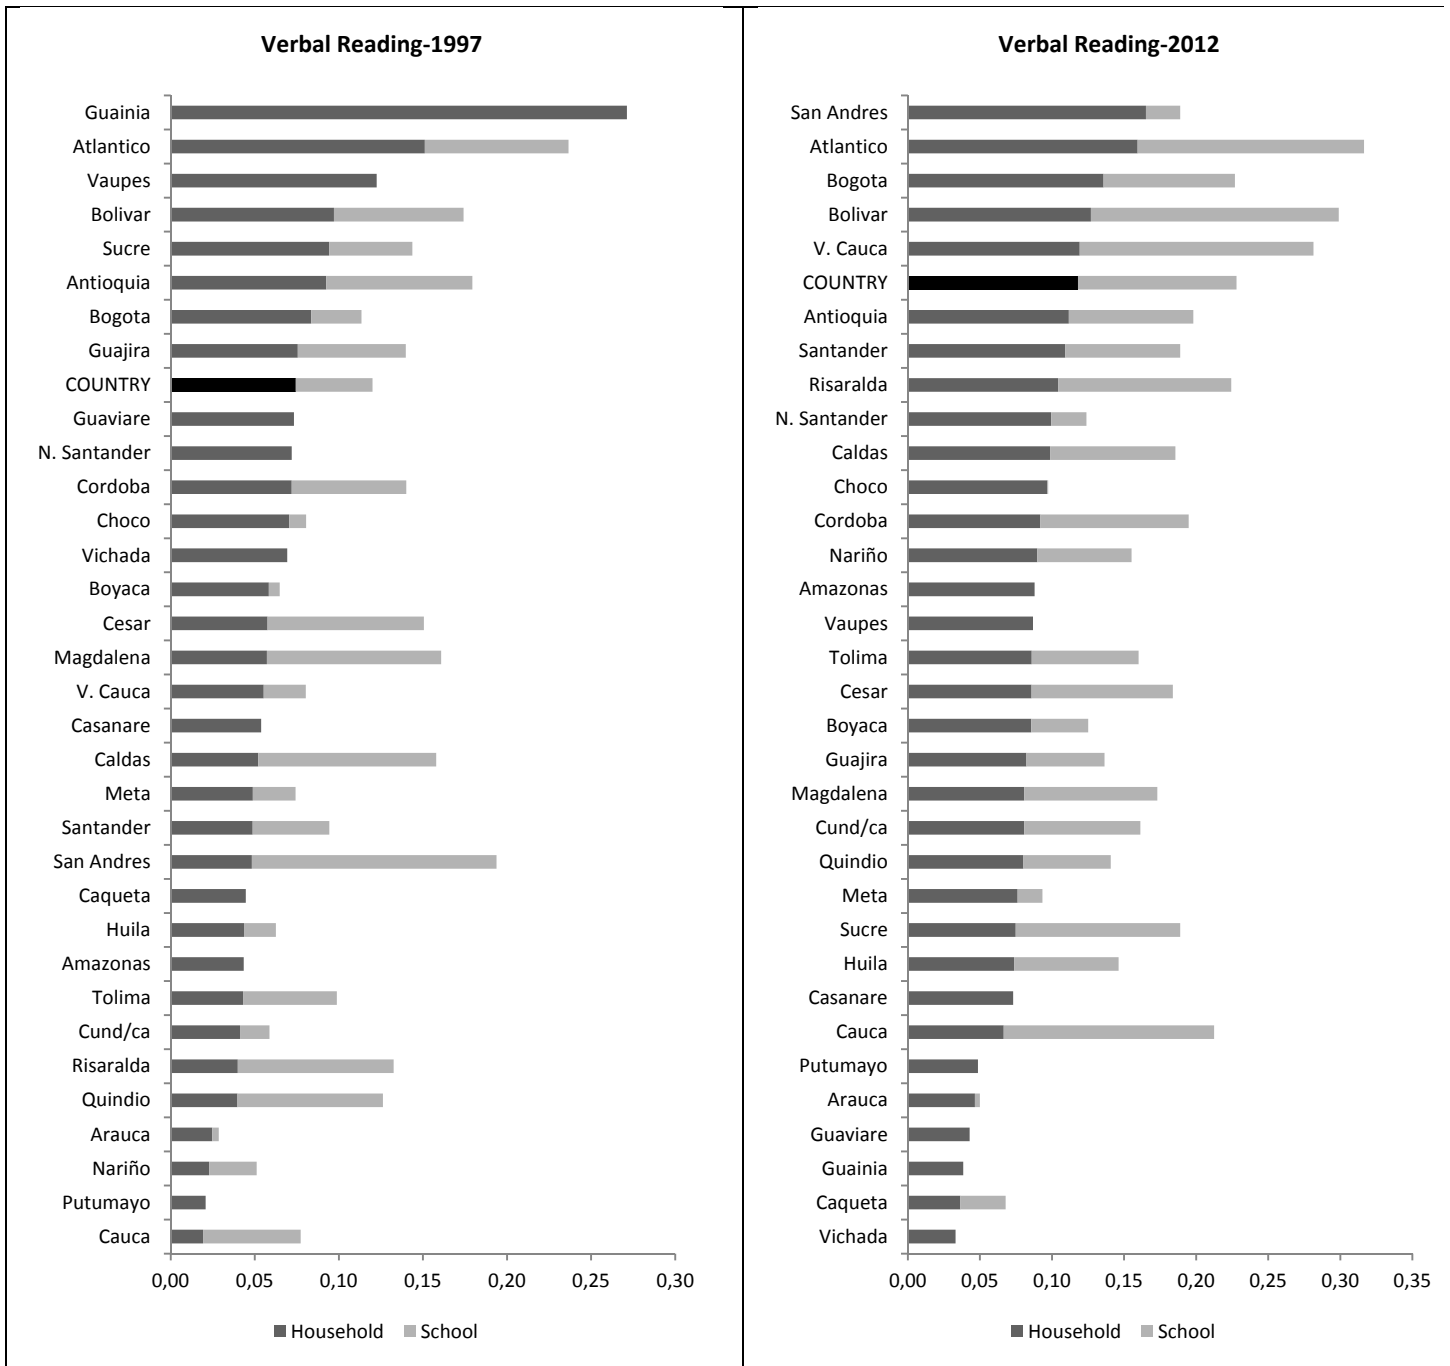 Verbal Reading-1997
Guainia
Atlantico
Vaupes
Bolivar
Sucre
Antioquia
Bogota
Guajira
COUNTRY
Guaviare
N. Santander
Cordoba
Choco
Vichada
Boyaca
Cesar
Magdalena
V. Cauca
Casanare
Caldas
Meta
Santander
San Andres
Caqueta
Huila
Amazonas
Tolima
Cund/ca
Risaralda
Quindio
Arauca
Nariño
Putumayo
Cauca
0,00 0,05 0,10 0,15 0,20 0,25 0,30
Household School
Verbal Reading-2012
San Andres
Atlantico
Bogota
Bolivar
V. Cauca
COUNTRY
Antioquia
Santander
Risaralda
N. Santander
Caldas
Choco
Cordoba
Nariño
Amazonas
Vaupes
Tolima
Cesar
Boyaca
Guajira
Magdalena
Cund/ca
Quindio
Meta
Sucre
Huila
Casanare
Cauca
Putumayo
Arauca
Guaviare
Guainia
Caqueta
Vichada
0,00 0,05 0,10 0,15 0,20 0,25 0,30 0,35
Household School